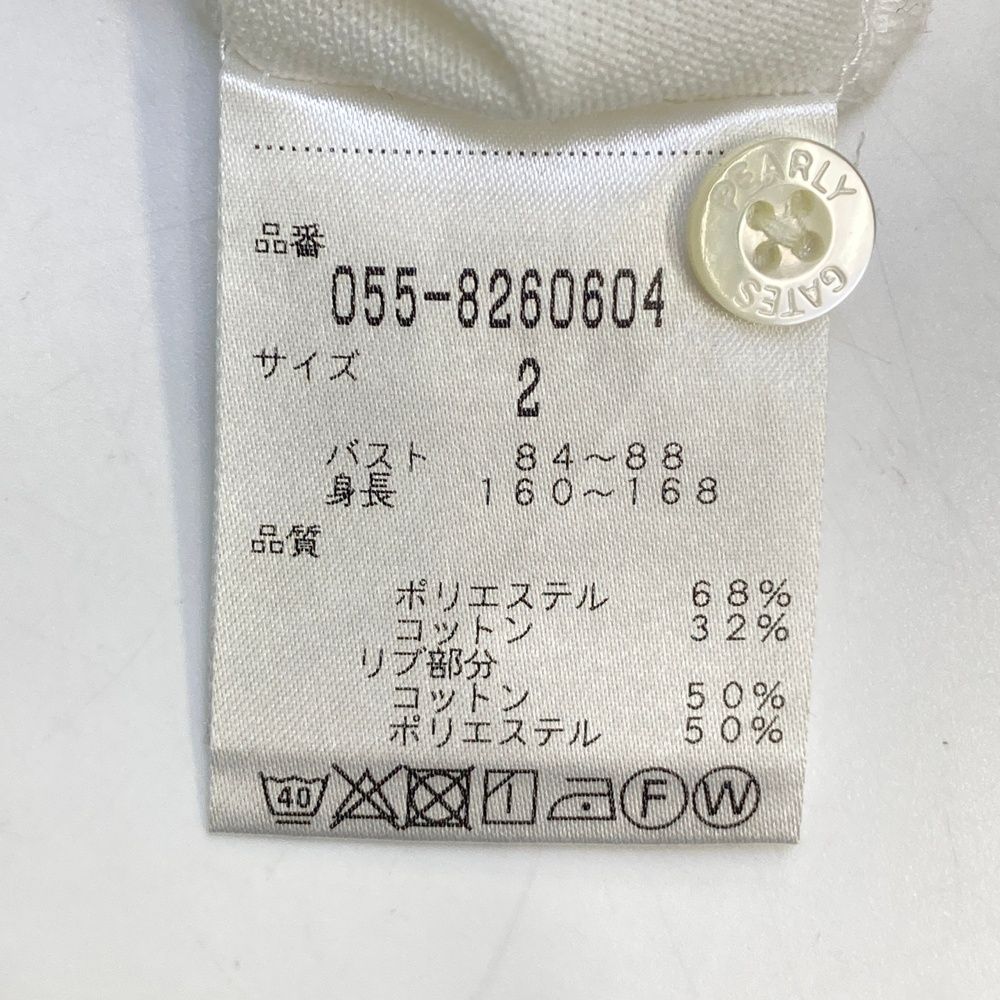 PEARLY
GATES
品番
055-8260604
サイズ
2
バスト 84～88
身長 160～168
品質
ポリエステル 68%
コットン 32%
リブ部分
コットン 50%
ポリエステル 50%
40 F W